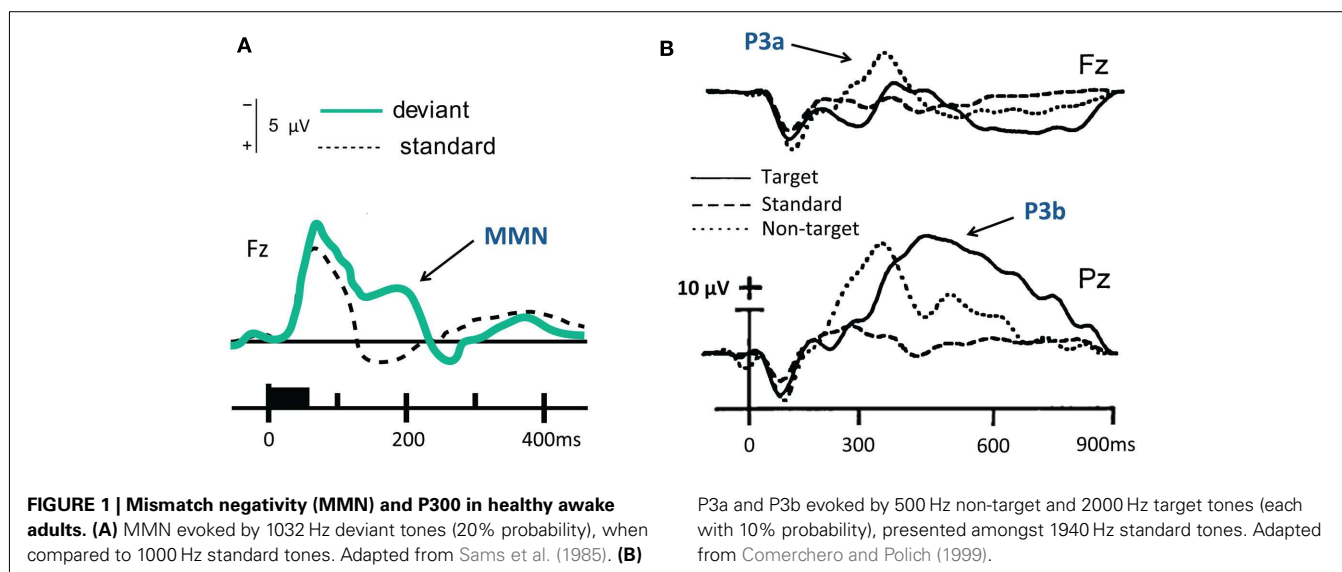 A
−
5 µV
+
deviant
standard
Fz
MMN
0
200
400ms
B
P3a
Fz
Target
Standard
Non-target
P3b
Pz
10 µV
+
0
300
600
900ms
FIGURE 1 | Mismatch negativity (MMN) and P300 in healthy awake
adults. (A) MMN evoked by 1032 Hz deviant tones (20% probability), when
compared to 1000 Hz standard tones. Adapted from Sams et al. (1985). (B)
P3a and P3b evoked by 500 Hz non-target and 2000 Hz target tones (each
with 10% probability), presented amongst 1940 Hz standard tones. Adapted
from Comerchero and Polich (1999).